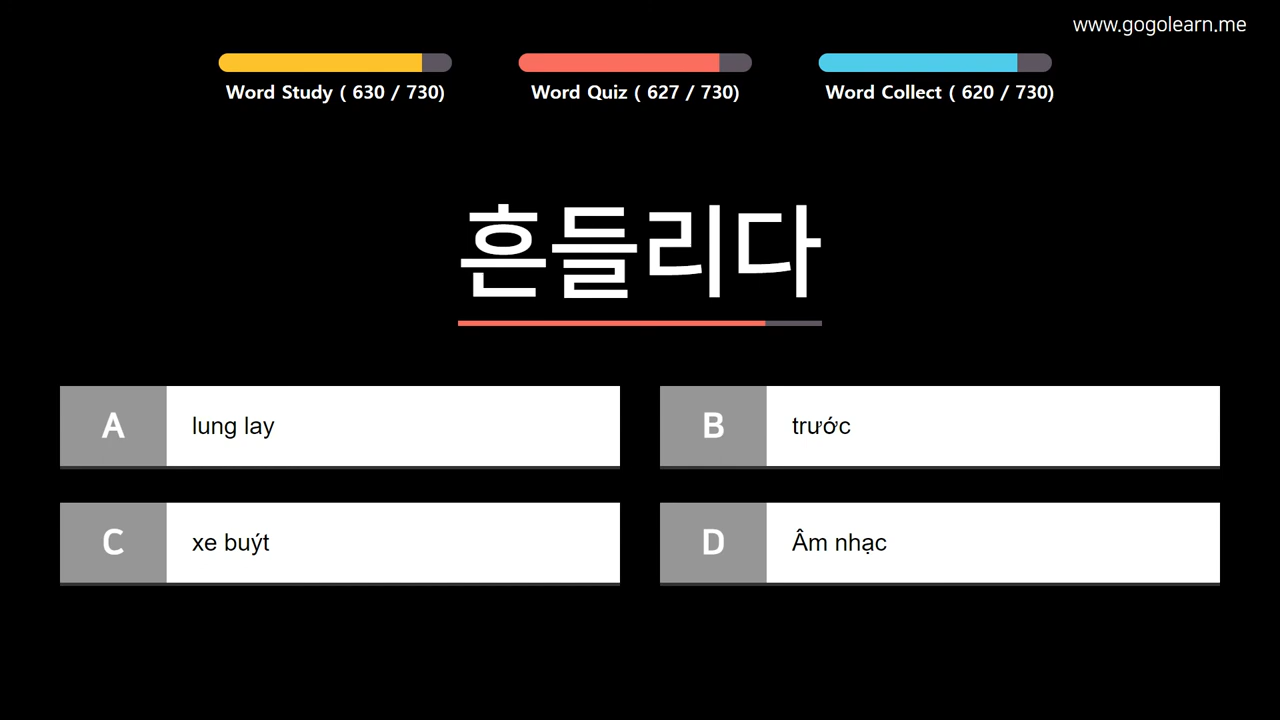 www.gogolearn.me
Word Study ( 630 / 730)
Word Quiz ( 627 / 730)
Word Collect ( 620 / 730)
흔들리다
A lung lay
B trước
C xe buýt
D Âm nhạc